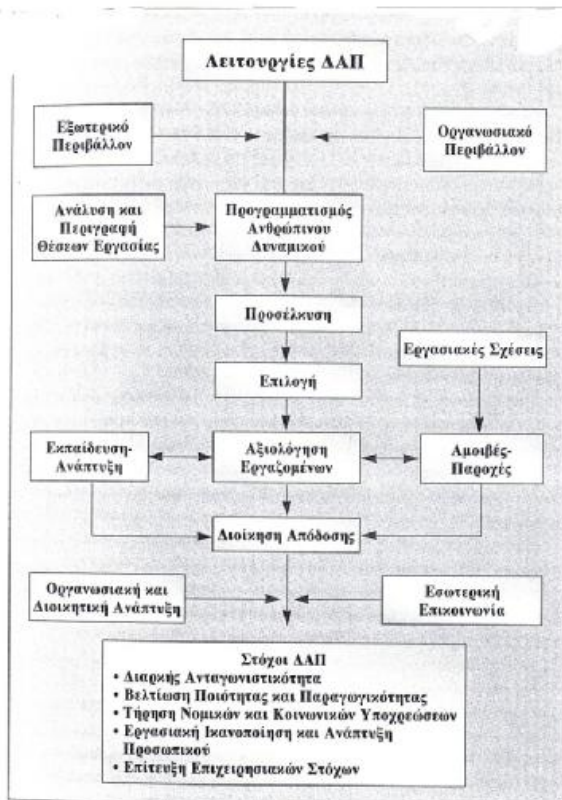 Λειτουργίες ΔΑΠ
Εξωτερικό
Περιβάλλον
Οργανωσιακό
Περιβάλλον
Ανάλυση και
Περιγραφή
Θέσεων Εργασίας
Προγραμματισμός
Ανθρώπινου
Δυναμικού
Προσέλκυση
Εργασιακές Σχέσεις
Επιλογή
Εκπαίδευση-
Ανάπτυξη
Αξιολόγηση
Εργαζομένων
Αμοιβές-
Παροχές
Διοίκηση Απόδοσης
Οργανωσιακή και
Διοικητική Ανάπτυξη
Εσωτερική
Επικοινωνία
Στόχοι ΔΑΠ
• Διαρκής Ανταγωνιστικότητα
• Βελτίωση Ποιότητας και Παραγωγικότητας
• Τήρηση Νομικών και Κοινωνικών Υποχρεώσεων
• Εργασιακή Ικανοποίηση και Ανάπτυξη
Προσωπικού
• Επίτευξη Επιχειρησιακών Στόχων